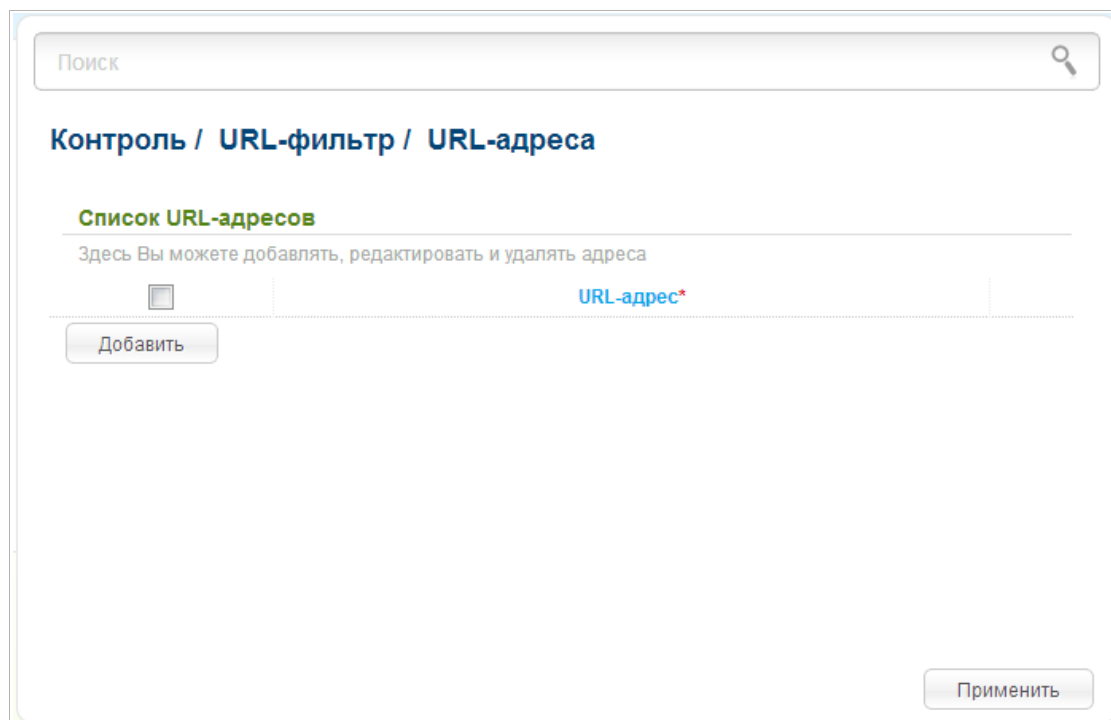 Поиск
Контроль / URL-фильтр / URL-адреса
Список URL-адресов
Здесь Вы можете добавлять, редактировать и удалять адреса
URL-адрес*
Добавить
Применить